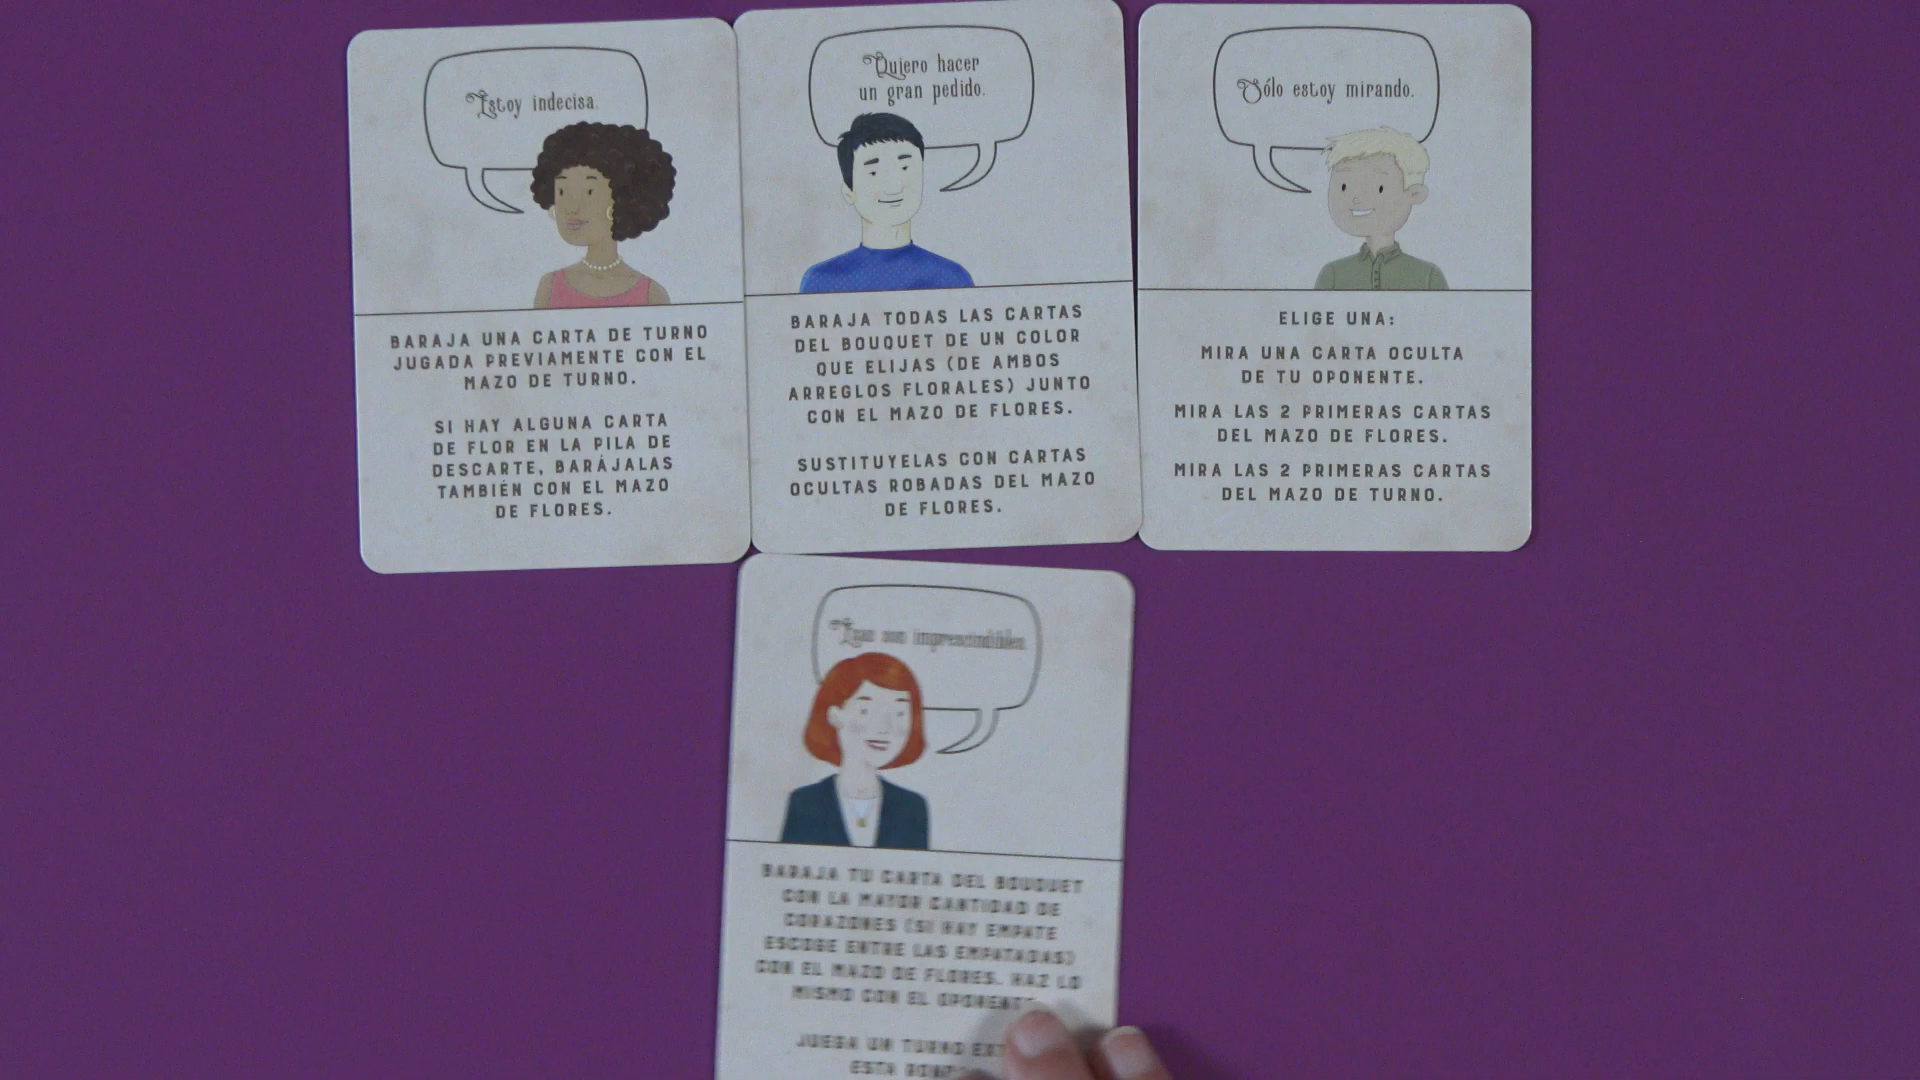 Estoy indecisa.
BARAJA UNA CARTA DE TURNO
JUGADA PREVIAMENTE CON EL
MAZO DE TURNO.
SI HAY ALGUNA CARTA
DE FLOR EN LA PILA DE
DESCARTE, BARÁJALAS
TAMBIÉN CON EL MAZO
DE FLORES.
Quiero hacer
un gran pedido.
BARAJA TODAS LAS CARTAS
DEL BOUQUET DE UN COLOR
QUE ELIJAS (DE AMBOS
ARREGLOS FLORALES) JUNTO
CON EL MAZO DE FLORES.
SUSTITUYELAS CON CARTAS
OCULTAS ROBADAS DEL MAZO
DE FLORES.
Sólo estoy mirando.
ELIGE UNA:
MIRA UNA CARTA OCULTA
DE TU OPONENTE.
MIRA LAS 2 PRIMERAS CARTAS
DEL MAZO DE FLORES.
MIRA LAS 2 PRIMERAS CARTAS
DEL MAZO DE TURNO.
son imprescindibles
BARAJA TU CARTA DEL BOUQUET
CON LA MAYOR CANTIDAD DE
CORAZONES (SI HAY EMPATE
ESCOGE ENTRE LAS EMPATADAS)
CON EL MAZO DE FLORES. HAZ LO
MISMO CON EL OPONENTE
JUEGA UN TURNO
ESTA